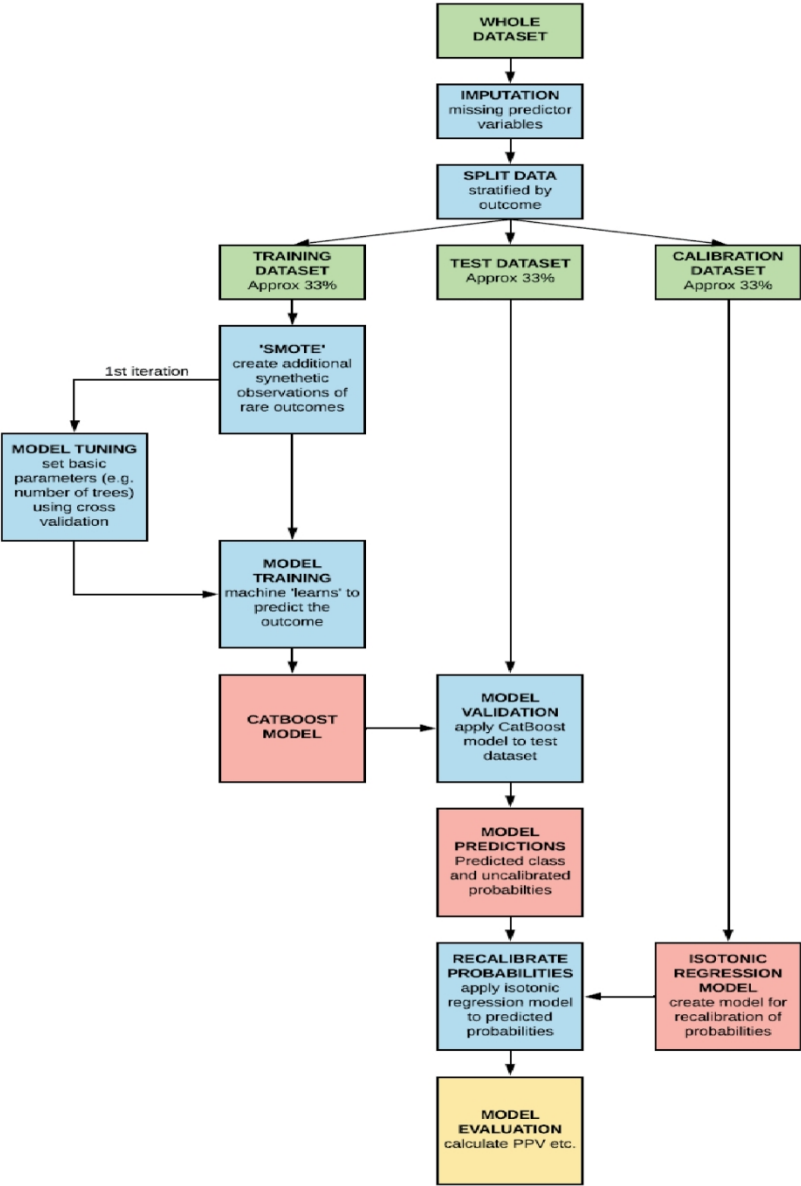 WHOLE
DATASET
IMPUTATION
missing predictor
variables
SPLIT DATA
stratified by
outcome
TRAINING
DATASET
Approx 33%
TEST DATASET
Approx 33%
CALIBRATION
DATASET
Approx 33%
'SMOTE'
create additional
synethetic
observations of
rare outcomes
1st iteration
MODEL TUNING
set basic
parameters (e.g.
number of trees)
using cross
validation
MODEL
TRAINING
machine 'learns' to
predict the
outcome
CATBOOST
MODEL
MODEL
VALIDATION
apply CatBoost
model to test
dataset
MODEL
PREDICTIONS
Predicted class
and uncalibrated
probabilties
RECALIBRATE
PROBABILITIES
apply isotonic
regression model
to predicted
probabilities
ISOTONIC
REGRESSION
MODEL
create model for
recalibration of
probabilities
MODEL
EVALUATION
calculate PPV etc.